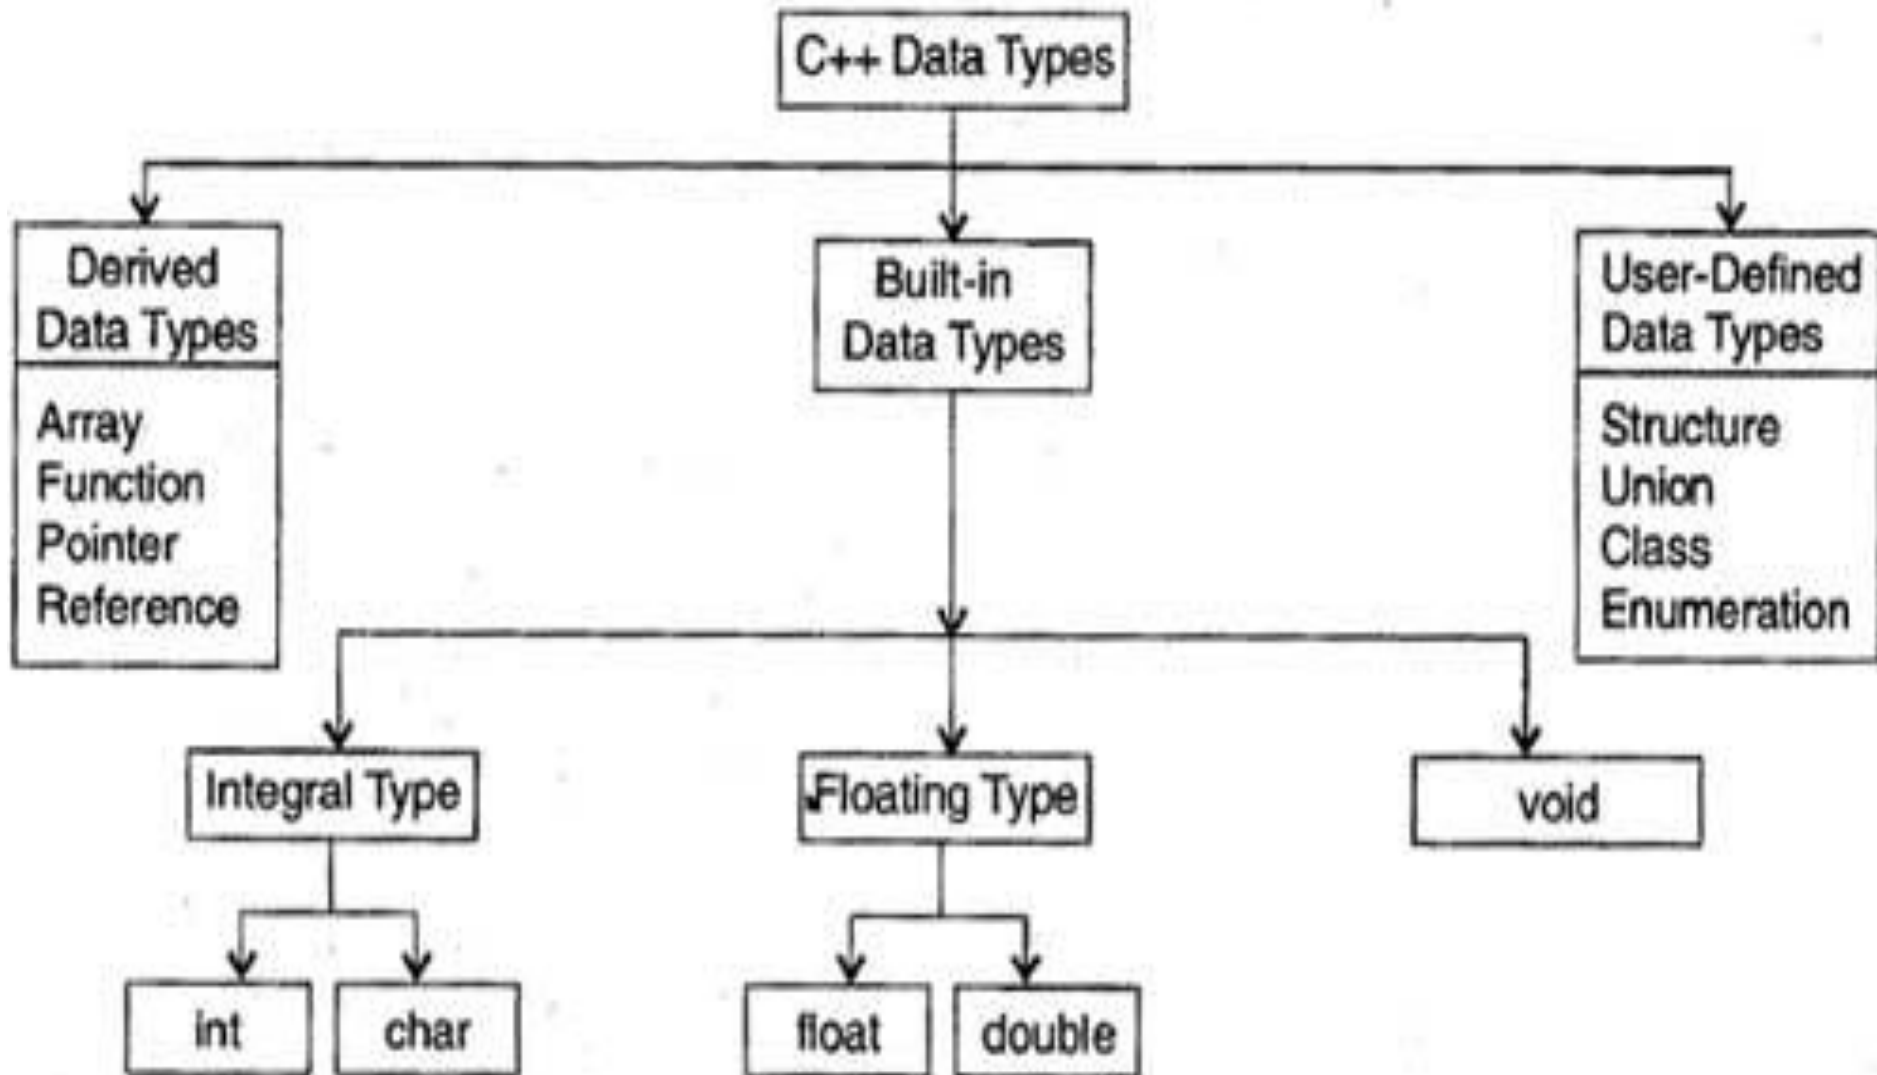 C++ Data Types
Derived
Data Types
Array
Function
Pointer
Reference
Built-in
Data Types
User-Defined
Data Types
Structure
Union
Class
Enumeration
Integral Type
Floating Type
void
int
char
float
double